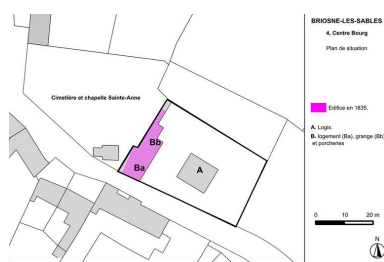 BRIOSNE-LES-SABLES
4, Centre Bourg
Plan de situation
Cimetière et chapelle Sainte-Anne
Bb
Ba
A
Edifice en 1835.
A. Logis.
B. logement (Ba), grange (Bb)
et porcheries
0 10 20 m
N